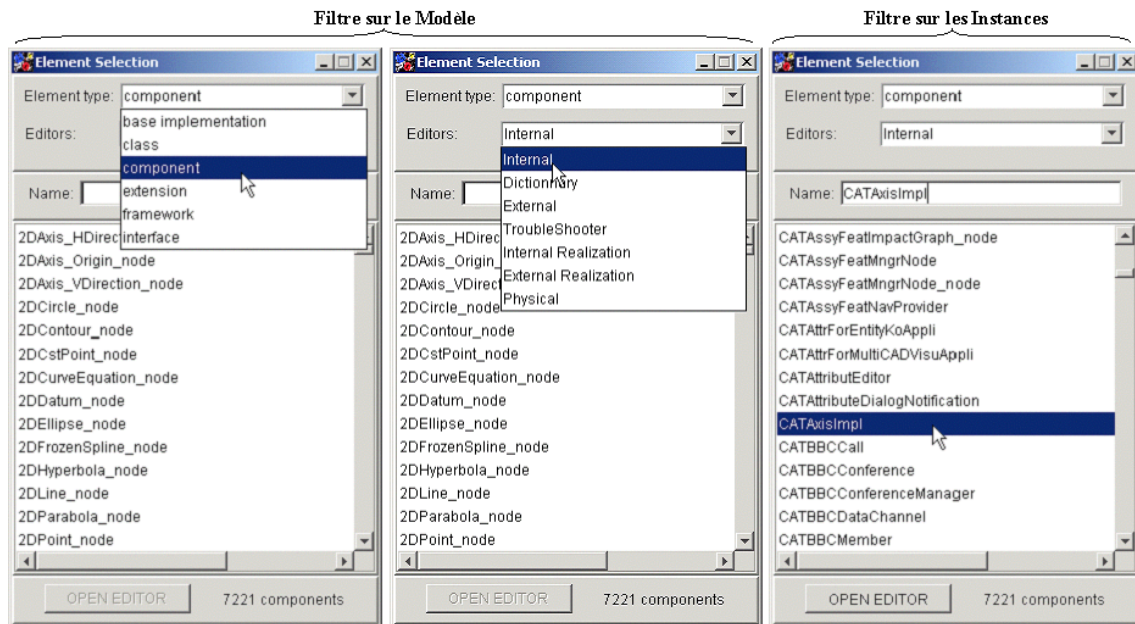 Filtre sur le Modèle
Filtre sur les Instances
Element Selection
Element type: component
Editors:
base implementation
class
component
extension
framework
interface
Name:
2DAxis_HDirec
2DAxis_Origin_node
2DAxis_VDirection_node
2DCircle_node
2DContour_node
2DCstPoint_node
2DCurveEquation_node
2DDatum_node
2DEllipse_node
2DFrozenSpline_node
2DHyperbola_node
2DLine_node
2DParabola_node
2DPoint_node
OPEN EDITOR 7221 components
Element Selection
Element type: component
Editors: Internal
Internal
Dictionnary
External
TroubleShooter
Internal Realization
External Realization
Physical
Name:
2DAxis_HDirec
2DAxis_Origin_
2DAxis_VDirect
2DCircle_node
2DContour_node
2DCstPoint_node
2DCurveEquation_node
2DDatum_node
2DEllipse_node
2DFrozenSpline_node
2DHyperbola_node
2DLine_node
2DParabola_node
2DPoint_node
OPEN EDITOR 7221 components
Element Selection
Element type: component
Editors: Internal
Name: CATAxisImpl
CATAssyFeatImpactGraph_node
CATAssyFeatMngrNode
CATAssyFeatMngrNode_node
CATAssyFeatNavProvider
CATAttrForEntityKoAppli
CATAttrForMultiCADVisuAppli
CATAttributEditor
CATAttributeDialogNotification
CATAxisImpl
CATBBCCall
CATBBCConference
CATBBCConferenceManager
CATBBCDataChannel
CATBBCMember
OPEN EDITOR 7221 components